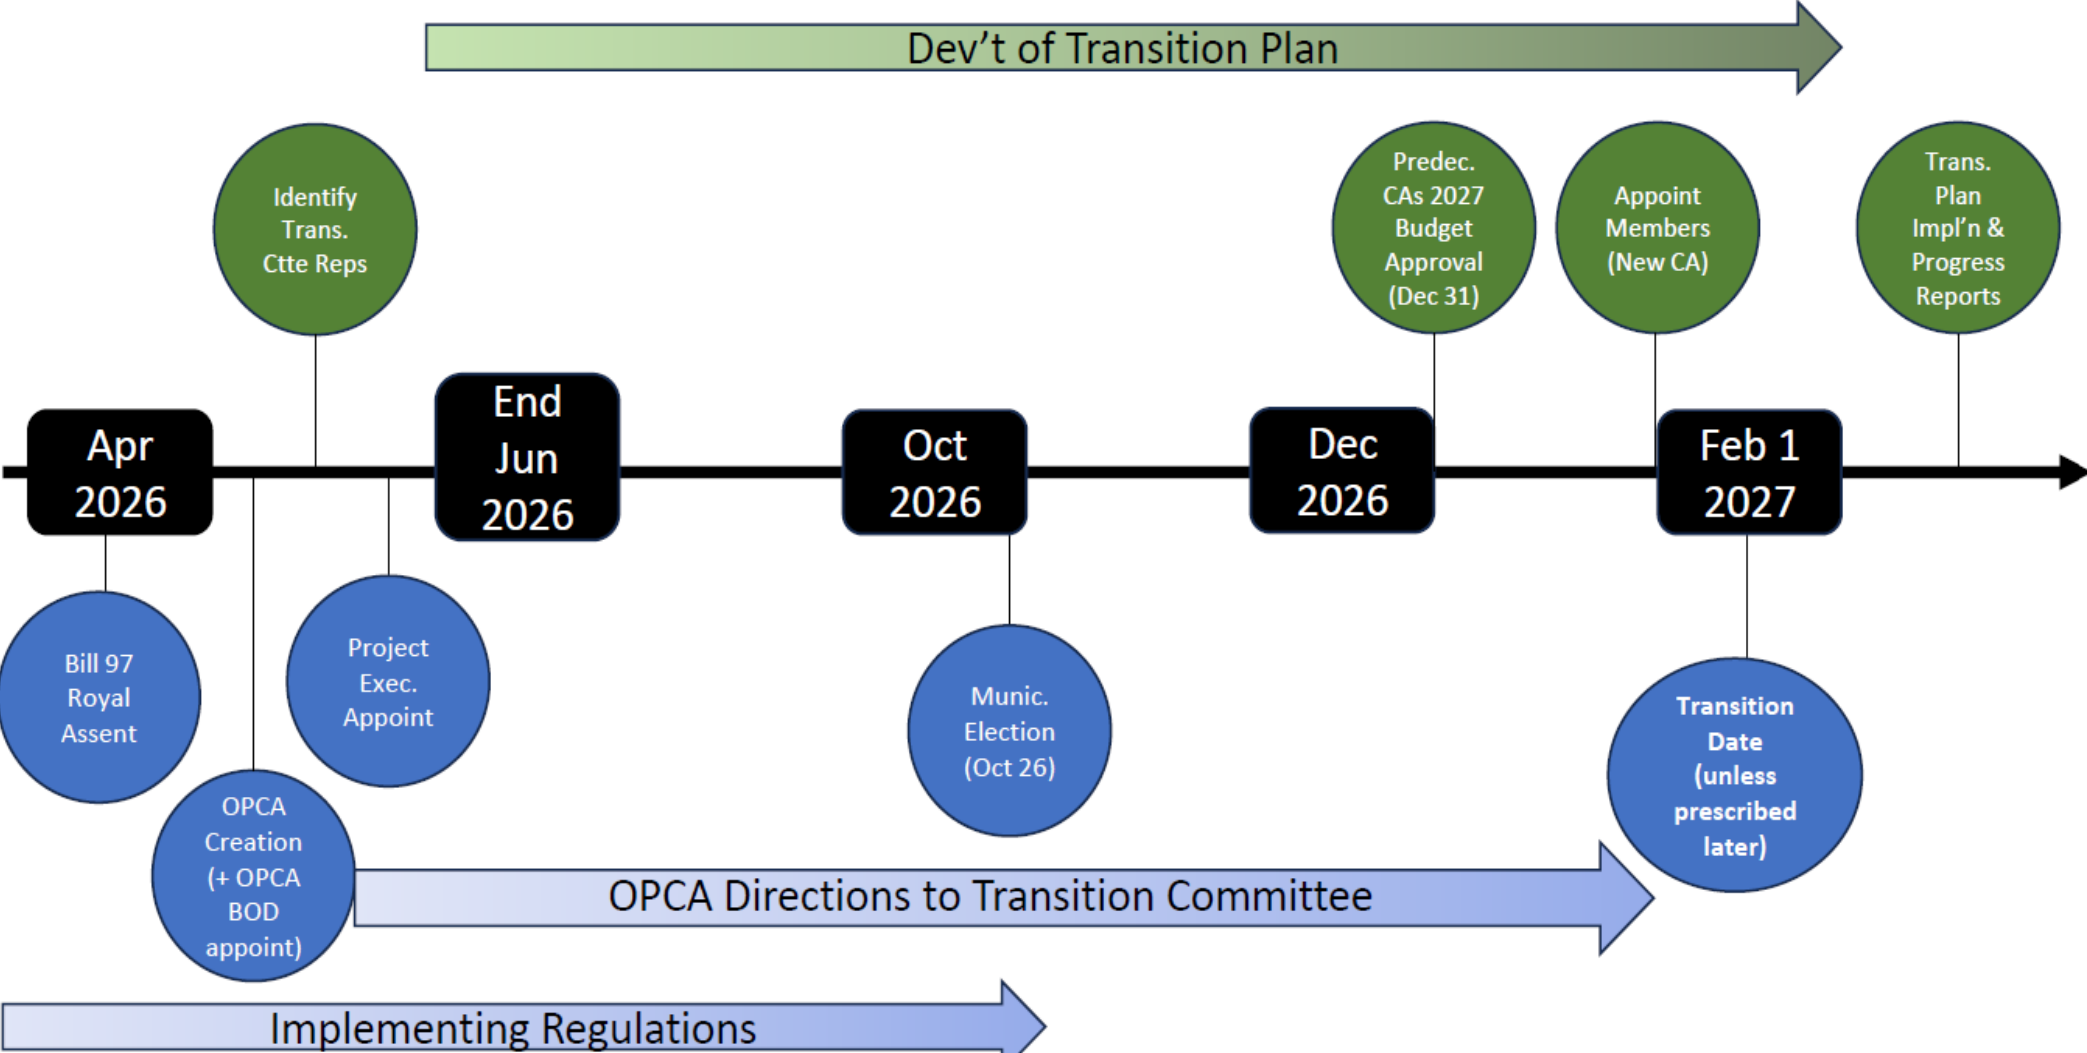 Dev't of Transition Plan
Identify
Trans.
Ctte Reps
Predec.
CAs 2027
Budget
Approval
(Dec 31)
Appoint
Members
(New CA)
Trans.
Plan
Impl'n &
Progress
Reports
Apr
2026
End
Jun
2026
Oct
2026
Dec
2026
Feb 1
2027
Bill 97
Royal
Assent
OPCA
Creation
(+ OPCA
BOD
appoint)
Project
Exec.
Appoint
Munic.
Election
(Oct 26)
Transition
Date
(unless
prescribed
later)
OPCA Directions to Transition Committee
Implementing Regulations